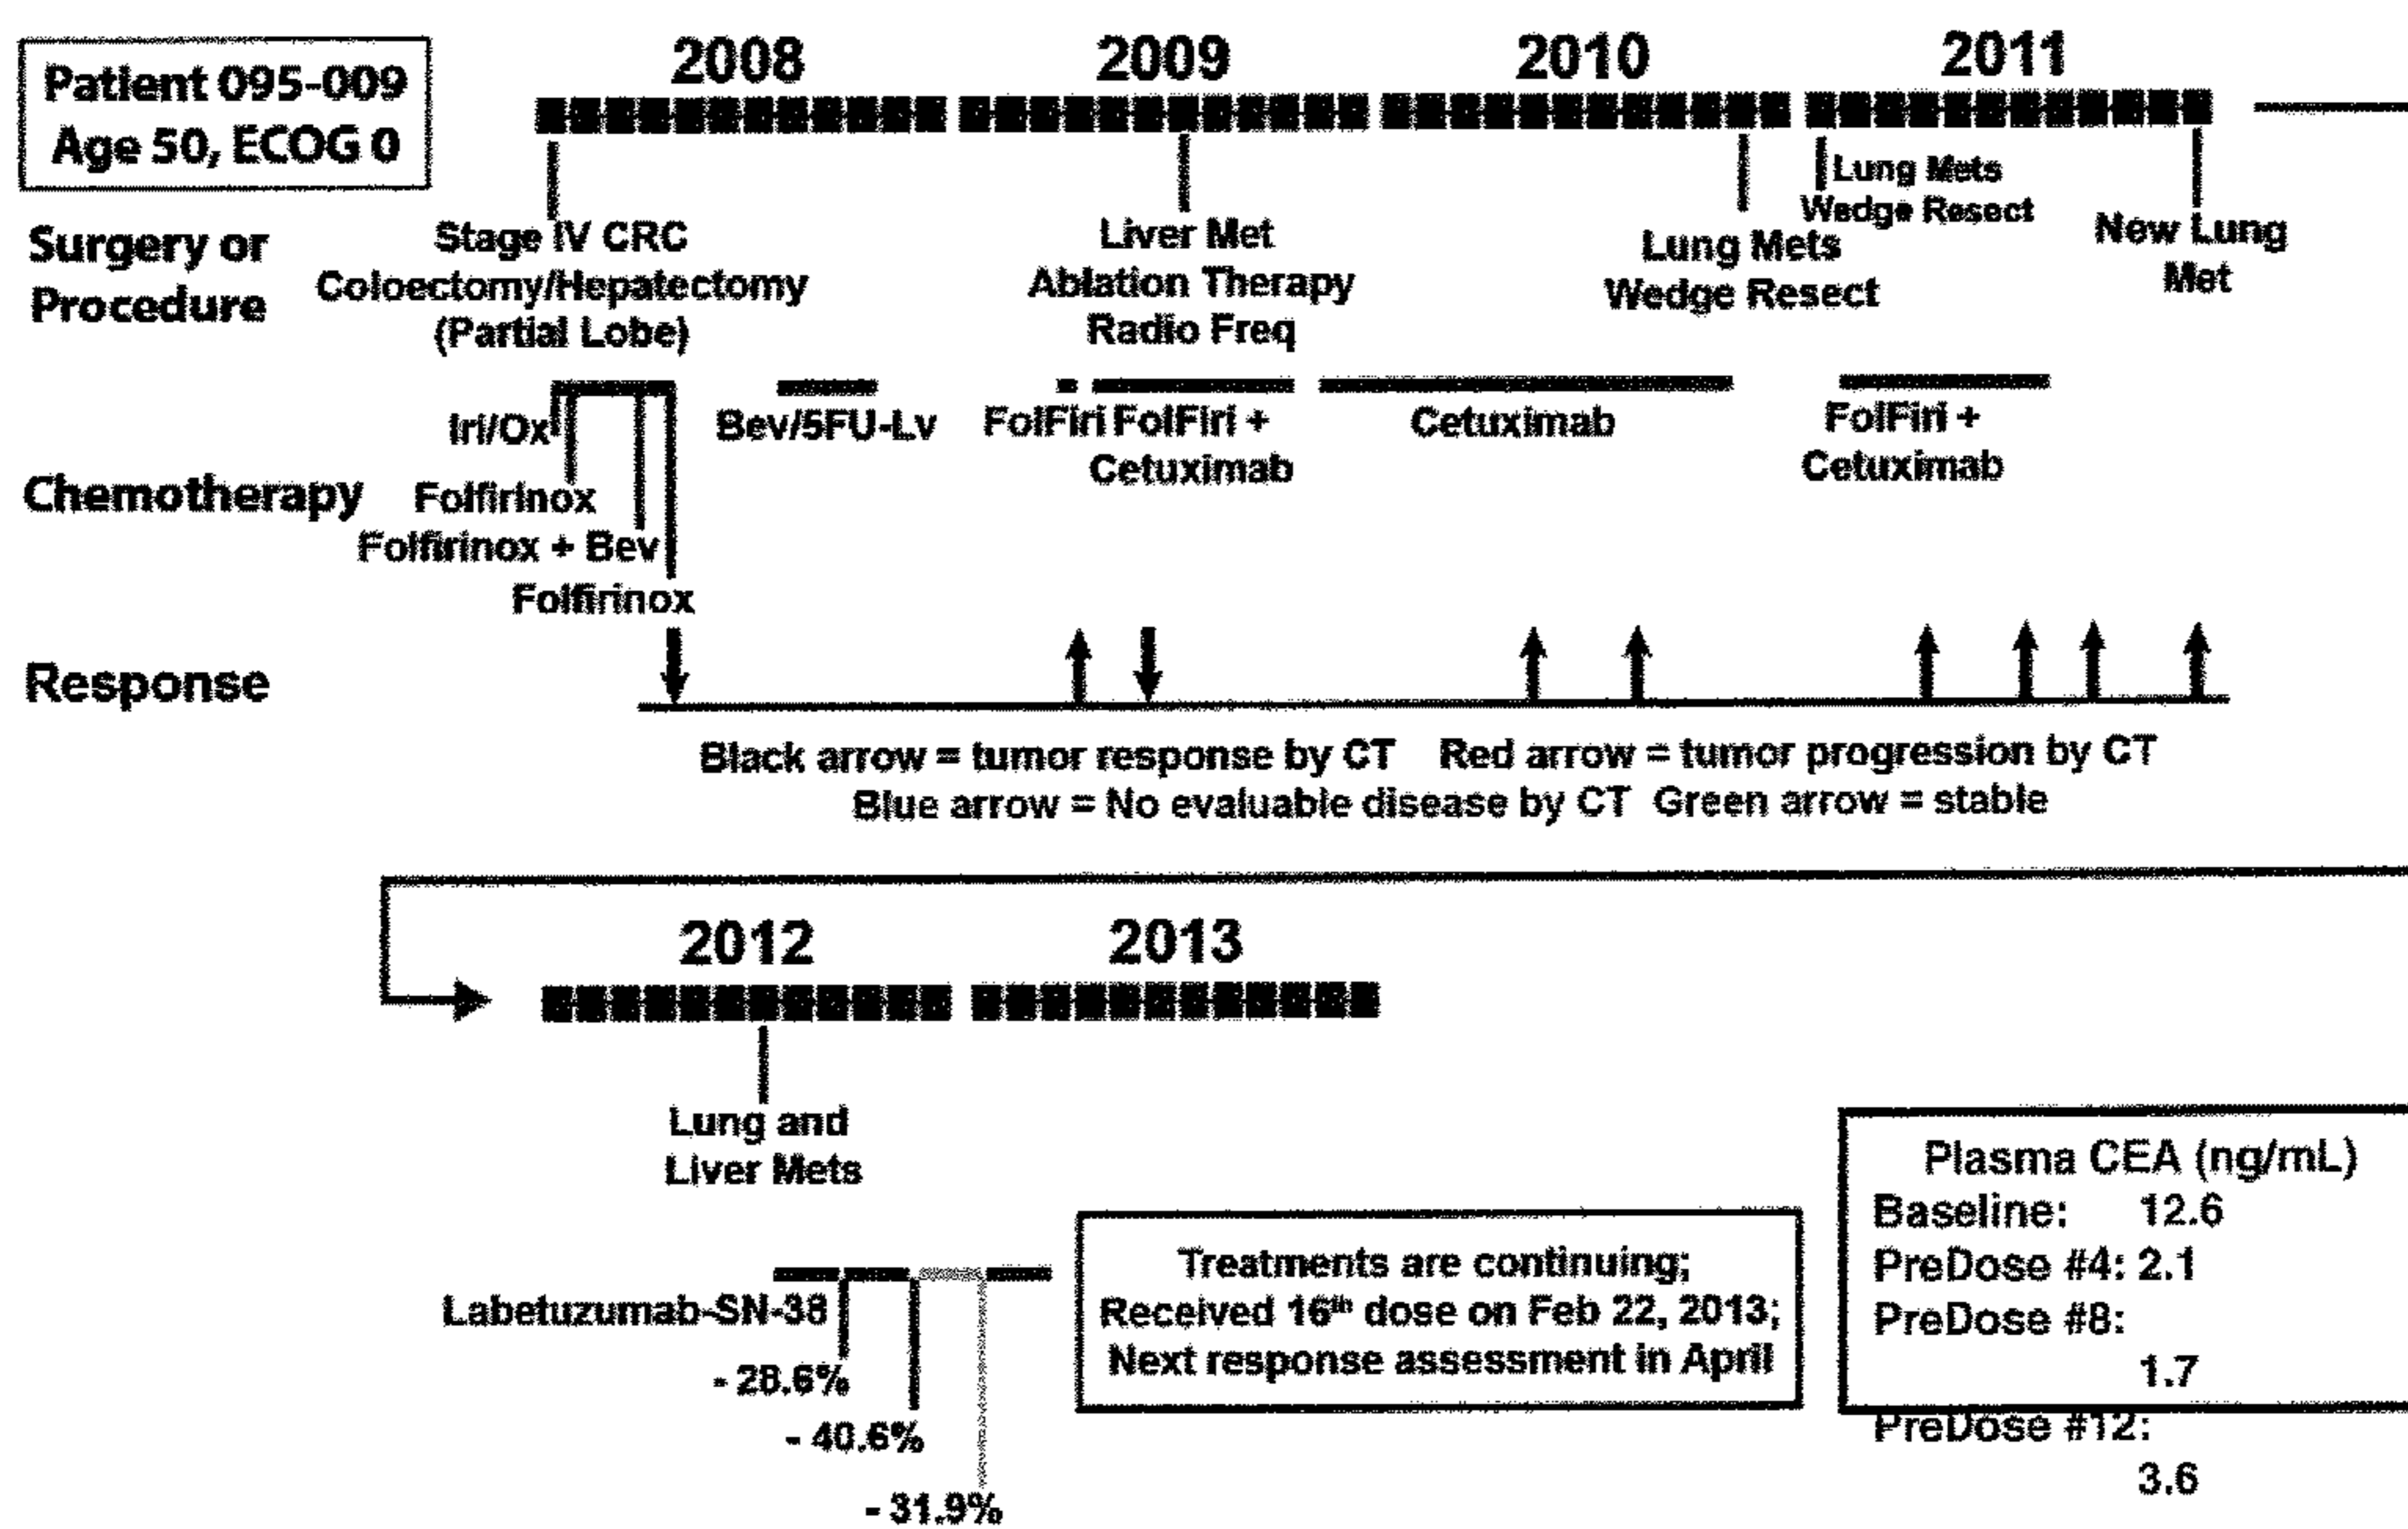 Patient 095-009
Age 50, ECOG 0
2008
2009
2010
2011
Surgery or
Procedure
Stage IV CRC
Coloectomy/Hepatectomy
(Partial Lobe)
Liver Met
Ablation Therapy
Radio Freq
Lung Mets
Wedge Resect
Lung Mets
Wedge Resect
New Lung
Met
Chemotherapy
Iri/Ox
Folfirinox
Folfirinox + Bev
Folfirinox
Bev/5FU-Lv
FolFiri
FolFiri +
Cetuximab
Cetuximab
FolFiri +
Cetuximab
Response
Black arrow = tumor response by CT Red arrow = tumor progression by CT
Blue arrow = No evaluable disease by CT Green arrow = stable
2012
2013
Lung and
Liver Mets
Labetuzumab-SN-38
- 28.6%
- 40.6%
- 31.9%
Treatments are continuing;
Received 16th dose on Feb 22, 2013;
Next response assessment in April
Plasma CEA (ng/mL)
Baseline: 12.6
PreDose #4: 2.1
PreDose #8:
1.7
PreDose #12:
3.6